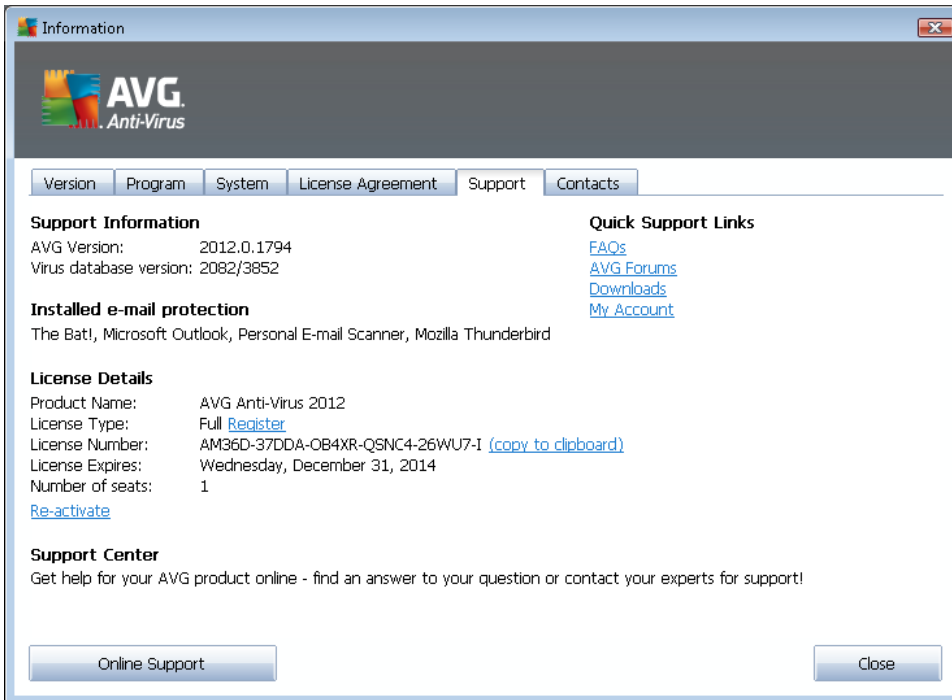 Information
AVG.
Anti-Virus
Version Program System License Agreement Support Contacts
Support Information
AVG Version: 2012.0.1794
Virus database version: 2082/3852
Installed e-mail protection
The Bat!, Microsoft Outlook, Personal E-mail Scanner, Mozilla Thunderbird
License Details
Product Name: AVG Anti-Virus 2012
License Type: Full Register
License Number: AM36D-37DDA-OB4XR-QSNC4-26WU7-I (copy to clipboard)
License Expires: Wednesday, December 31, 2014
Number of seats: 1
Re-activate
Support Center
Get help for your AVG product online - find an answer to your question or contact your experts for support!
Quick Support Links
FAQs
AVG Forums
Downloads
My Account
Online Support
Close